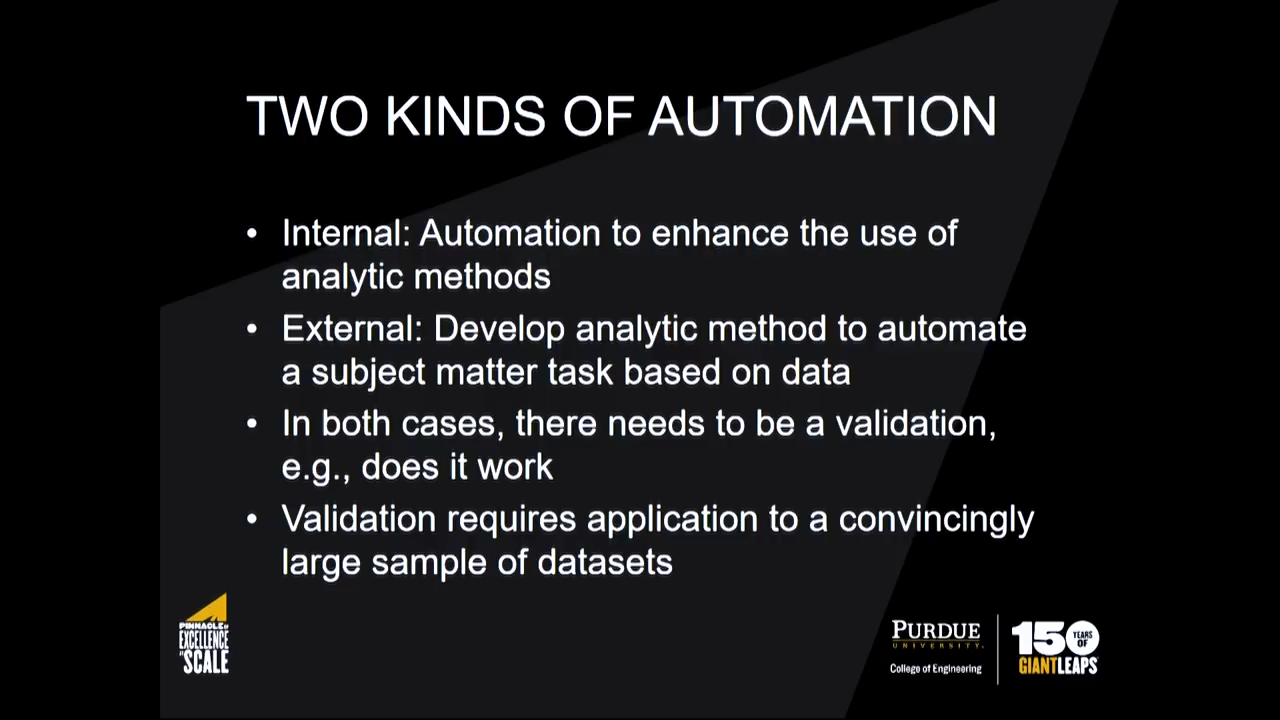 TWO KINDS OF AUTOMATION
• Internal: Automation to enhance the use of
analytic methods
• External: Develop analytic method to automate
a subject matter task based on data
• In both cases, there needs to be a validation,
e.g., does it work
• Validation requires application to a convincingly
large sample of datasets
PINNACLE OF
EXCELLENCE
AT SCALE
PURDUE
UNIVERSITY.
College of Engineering
150 YEARS OF
GIANT LEAPS